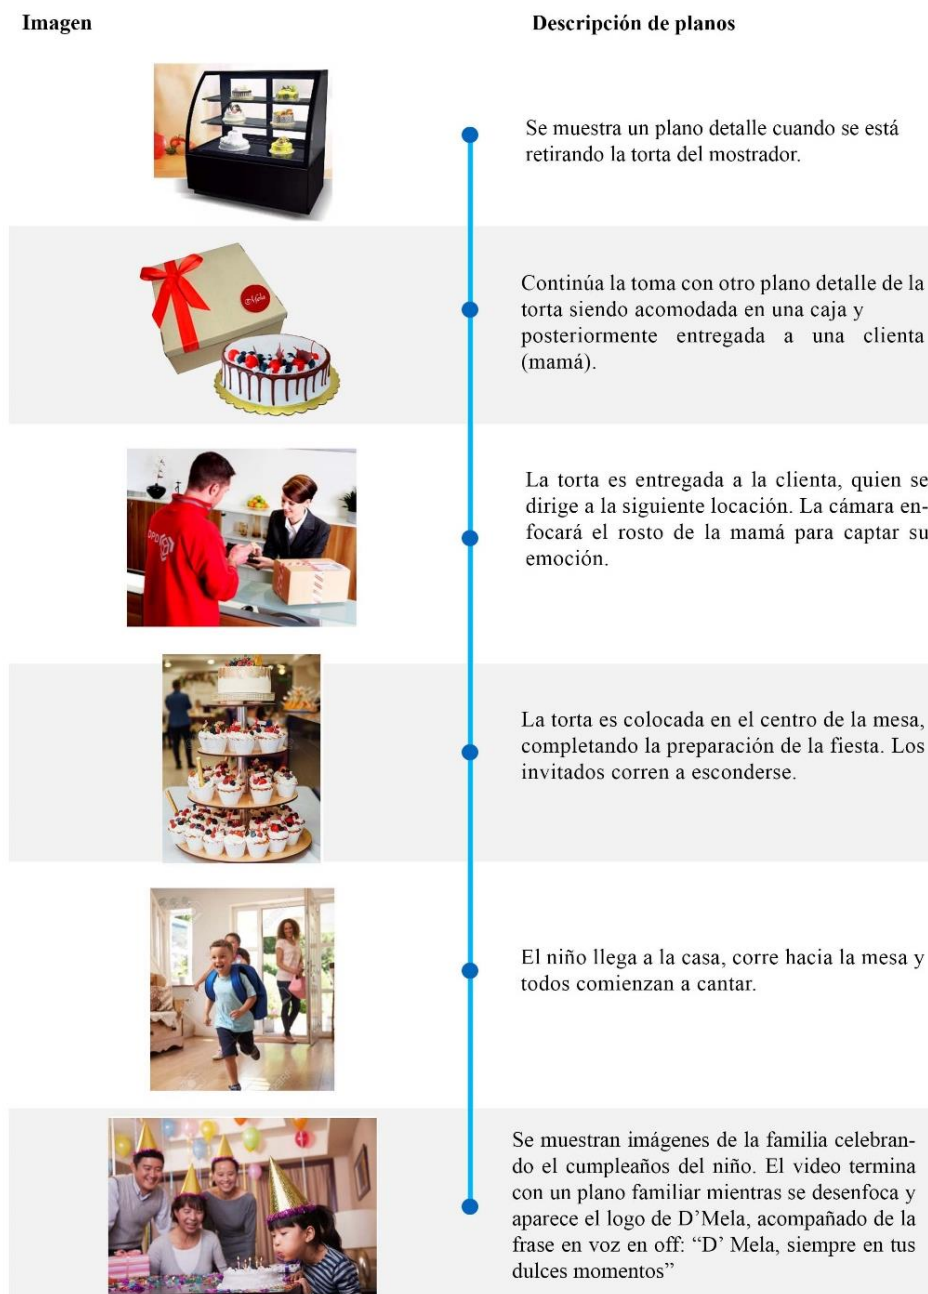 Imagen
Descripción de planos
Se muestra un plano detalle cuando se está
retirando la torta del mostrador.
Continúa la toma con otro plano detalle de la
torta siendo acomodada en una caja y
posteriormente entregada a una clienta
(mamá).
Mela
La torta es entregada a la clienta, quien se
dirige a la siguiente locación. La cámara en-
focará el rosto de la mamá para captar su
emoción.
DPD
La torta es colocada en el centro de la mesa,
completando la preparación de la fiesta. Los
invitados corren a esconderse.
El niño llega a la casa, corre hacia la mesa y
todos comienzan a cantar.
Se muestran imágenes de la familia celebran-
do el cumpleaños del niño. El video termina
con un plano familiar mientras se desenfoca y
aparece el logo de D’Mela, acompañado de la
frase en voz en off: “D’ Mela, siempre en tus
dulces momentos”